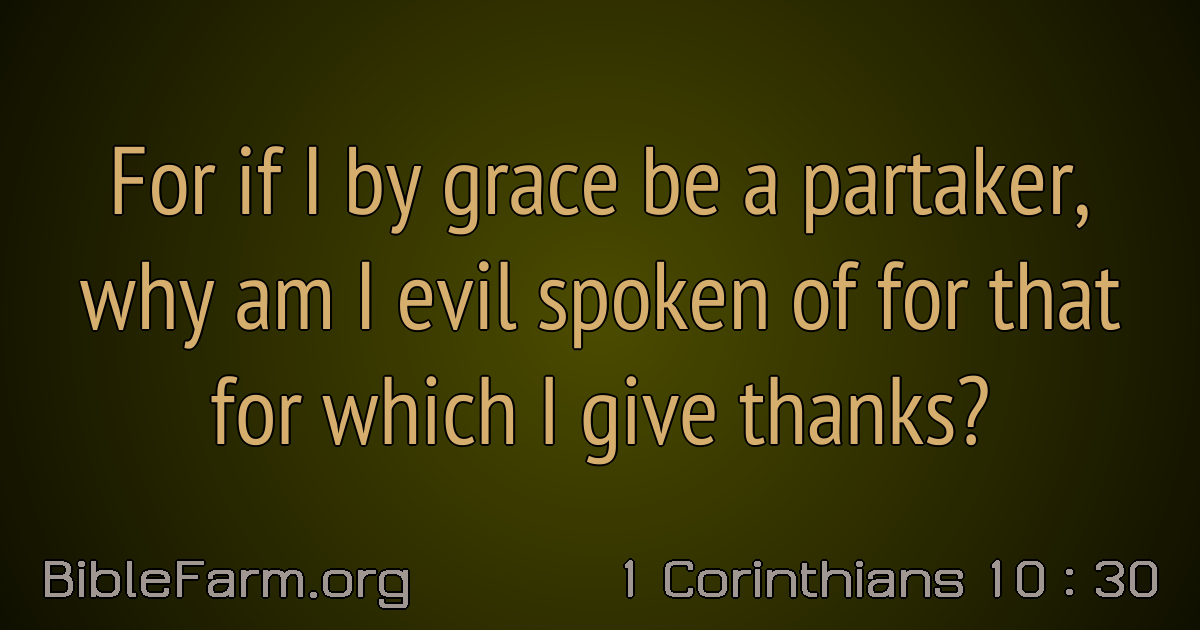 For if I by grace be a partaker,
why am I evil spoken of for that
for which I give thanks?
BibleFarm.org
1 Corinthians 10 : 30